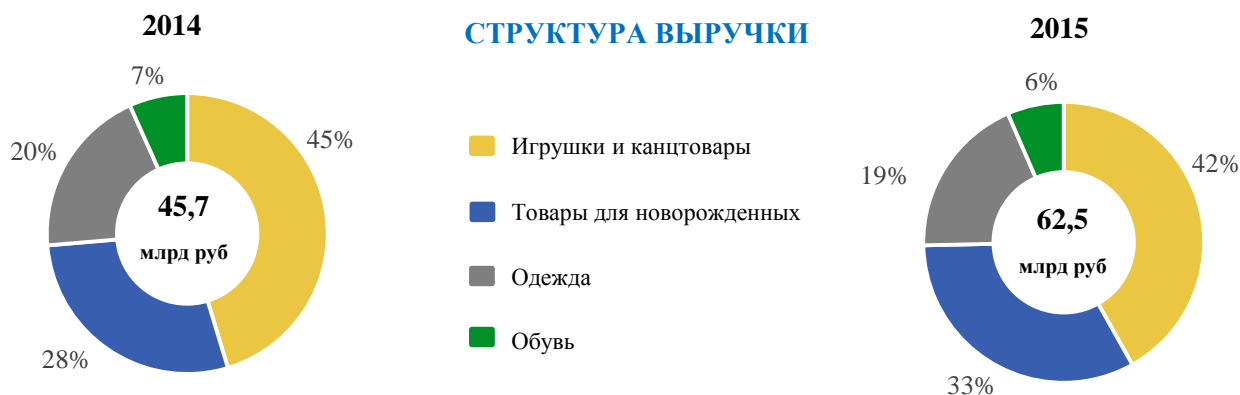 2014
7%
45%
20%
45,7
млрд руб
28%
СТРУКТУРА ВЫРУЧКИ
Игрушки и канцтовары
Товары для новорожденных
Одежда
Обувь
2015
6%
42%
19%
62,5
млрд руб
33%